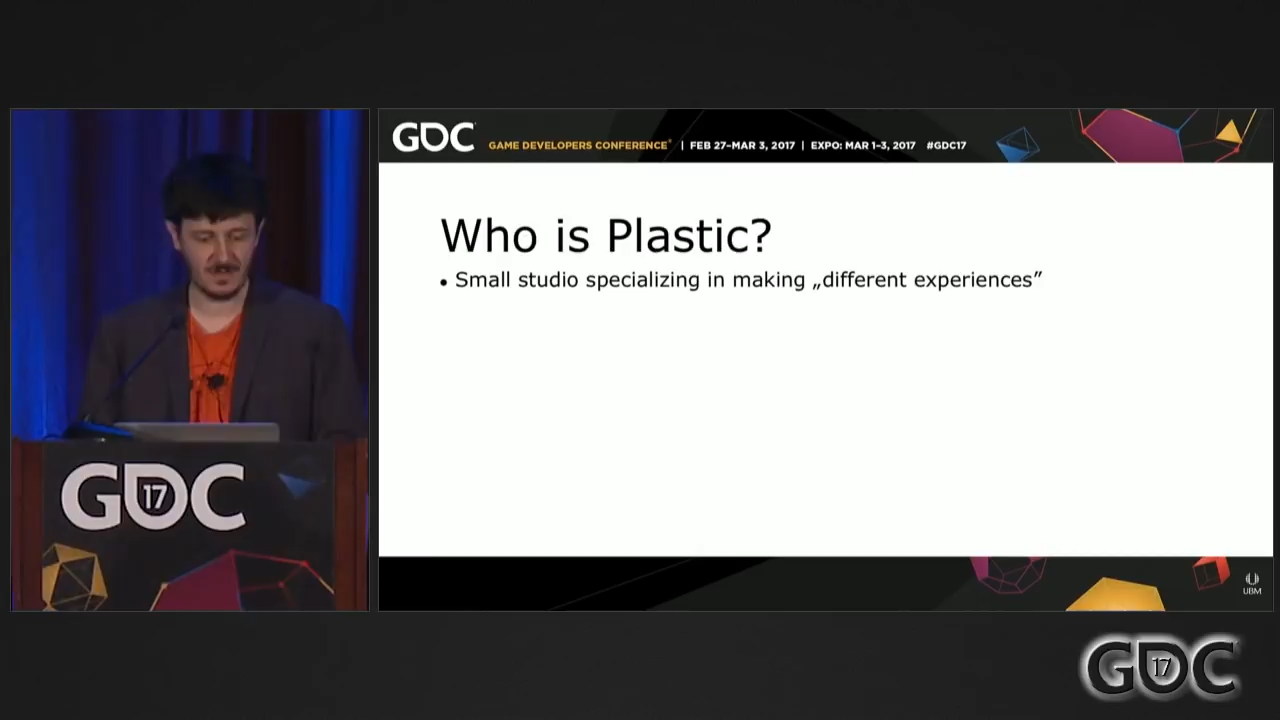 GDC
GAME DEVELOPERS CONFERENCE® | FEB 27–MAR 3, 2017 | EXPO: MAR 1–3, 2017 #GDC17
Who is Plastic?
• Small studio specializing in making „different experiences”
GDC 17
UBM
GDC 17